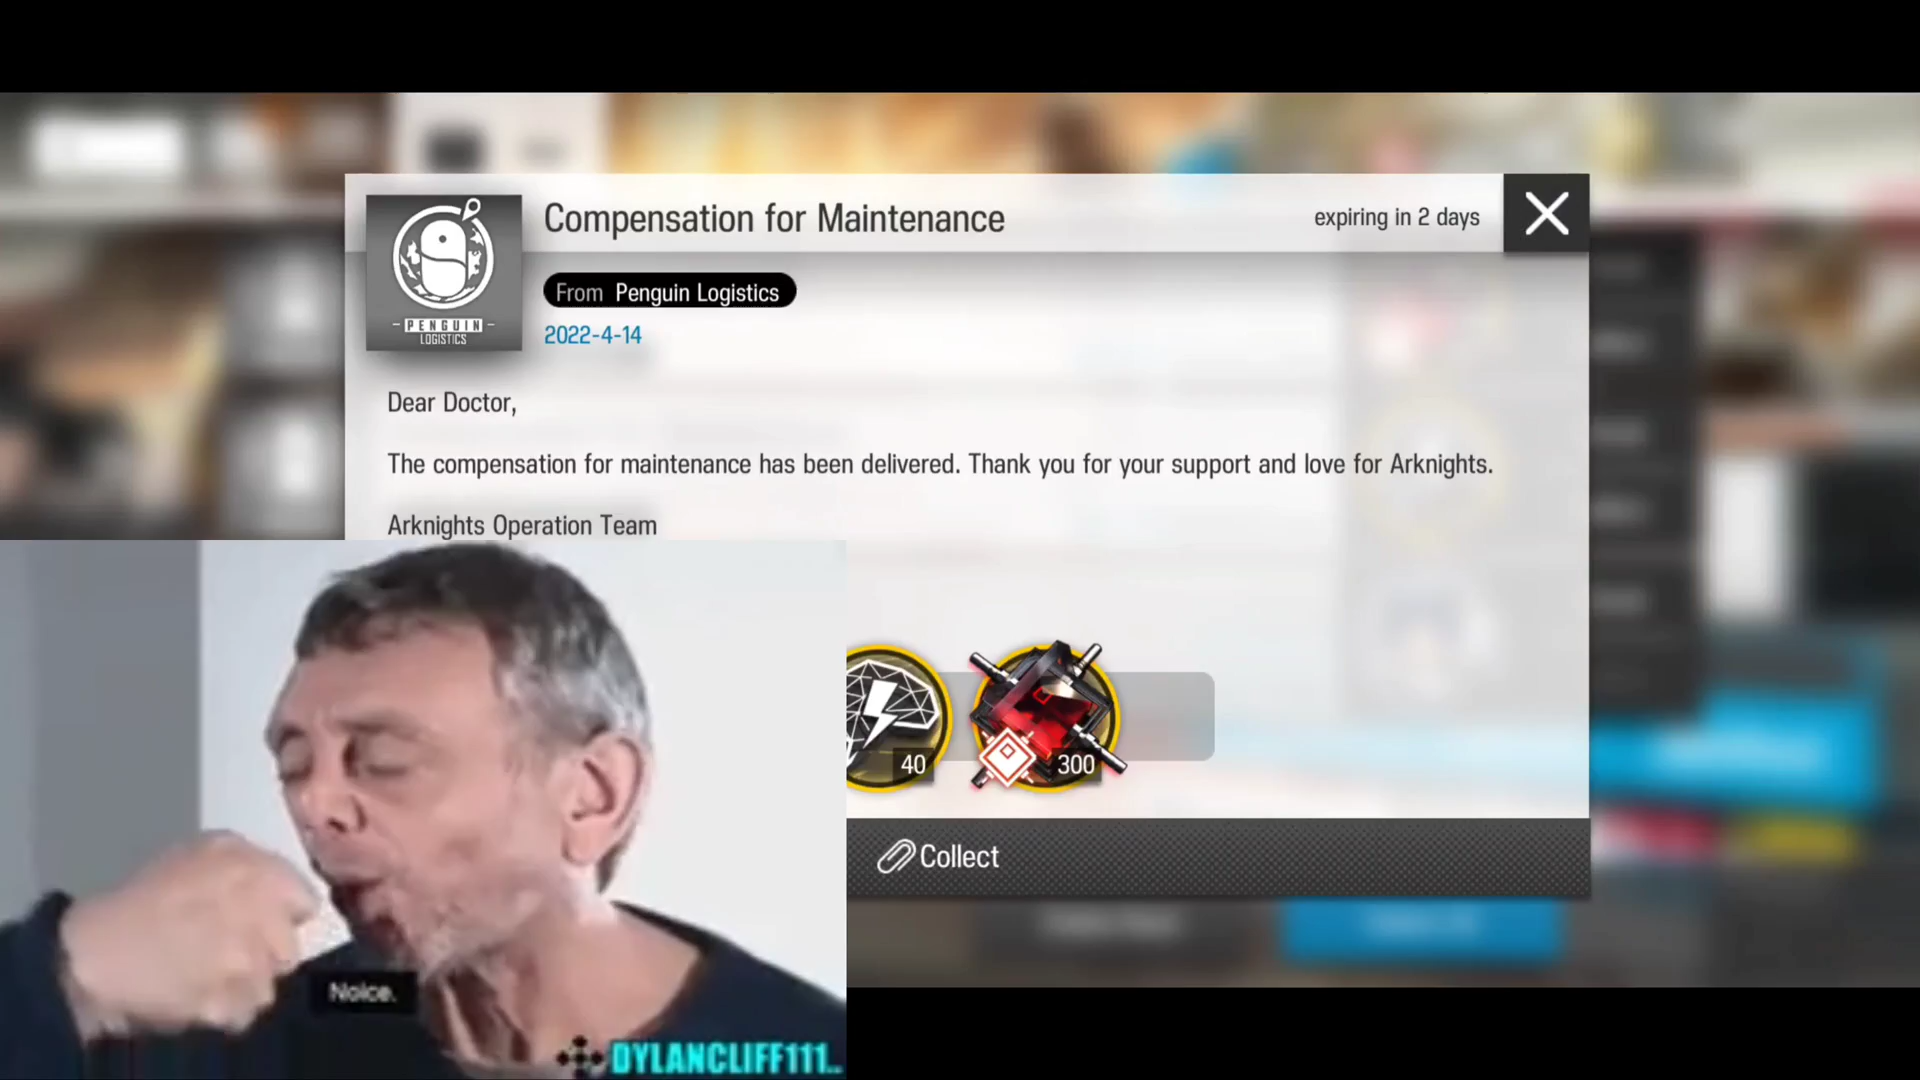 Compensation for Maintenance
expiring in 2 days
From Penguin Logistics
2022-4-14
PENGUIN
LOGISTICS
Dear Doctor,
The compensation for maintenance has been delivered. Thank you for your support and love for Arknights.
Arknights Operation Team
40
300
Collect
Noice.
DYLANCLIFF111..